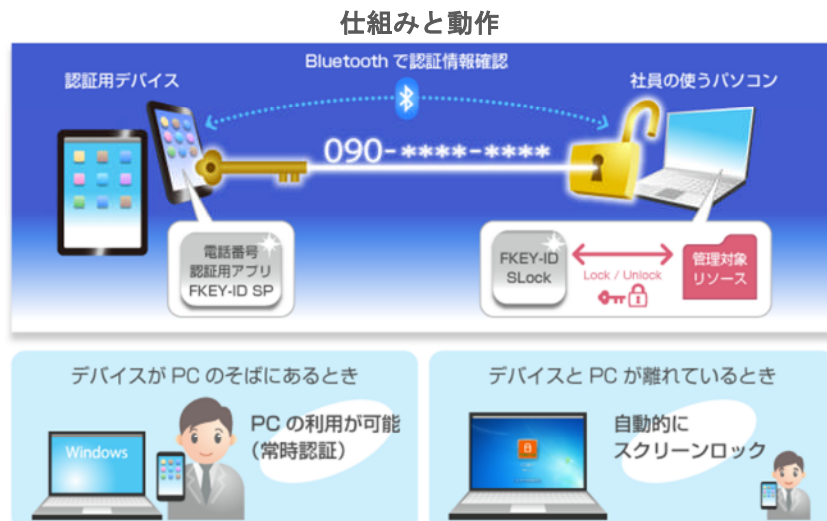 仕組みと動作
Bluetooth で認証情報確認
認証用デバイス
社員の使うパソコン
090-****-****
電話番号
認証用アプリ
FKEY-ID SP
FKEY-ID
SLock
Lock / Unlock
管理対象
リソース
デバイスが PC のそばにあるとき
Windows
PC の利用が可能
(常時認証)
デバイスと PC が離れているとき
自動的に
スクリーンロック